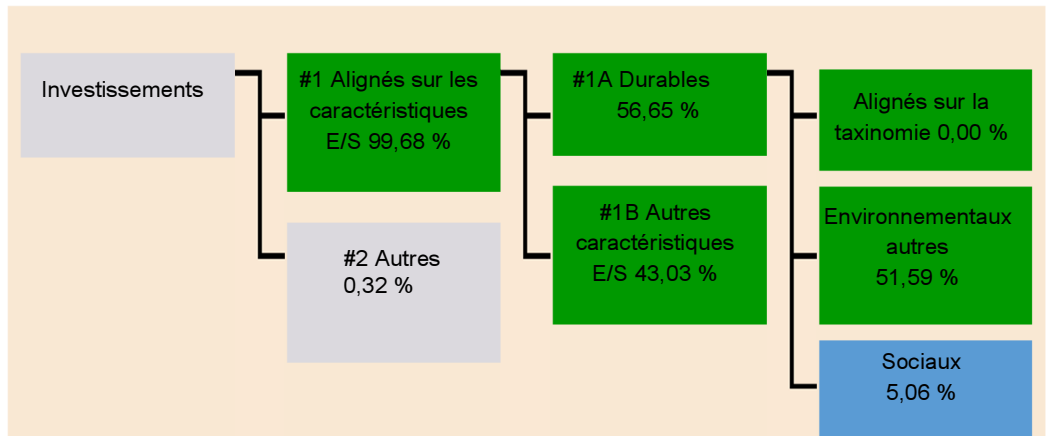 Investissements
#1 Alignés sur les
caractéristiques
E/S 99,68 %
#2 Autres
0,32 %
#1A Durables
56,65 %
#1B Autres
caractéristiques
E/S 43,03 %
Alignés sur la
taxinomie 0,00 %
Environnementaux
autres
51,59 %
Sociaux
5,06 %